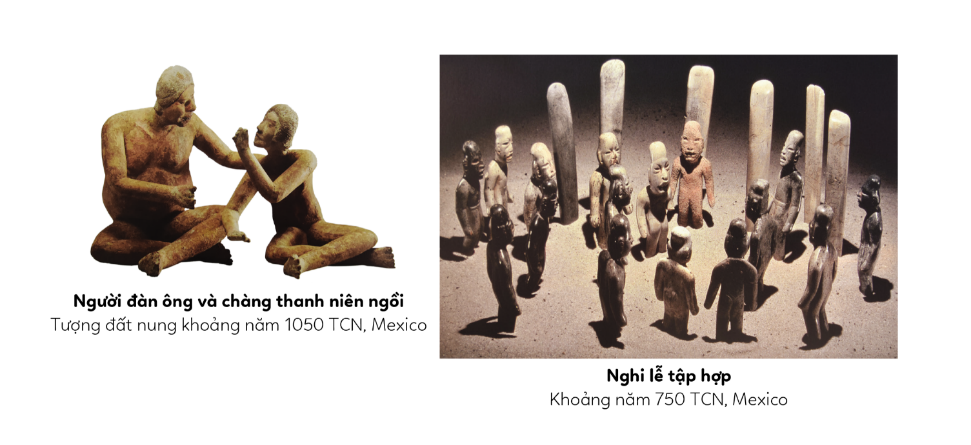 Người đàn ông và chàng thanh niên ngồi
Tượng đất nung khoảng năm 1050 TCN, Mexico
Nghi lễ tập hợp
Khoảng năm 750 TCN, Mexico